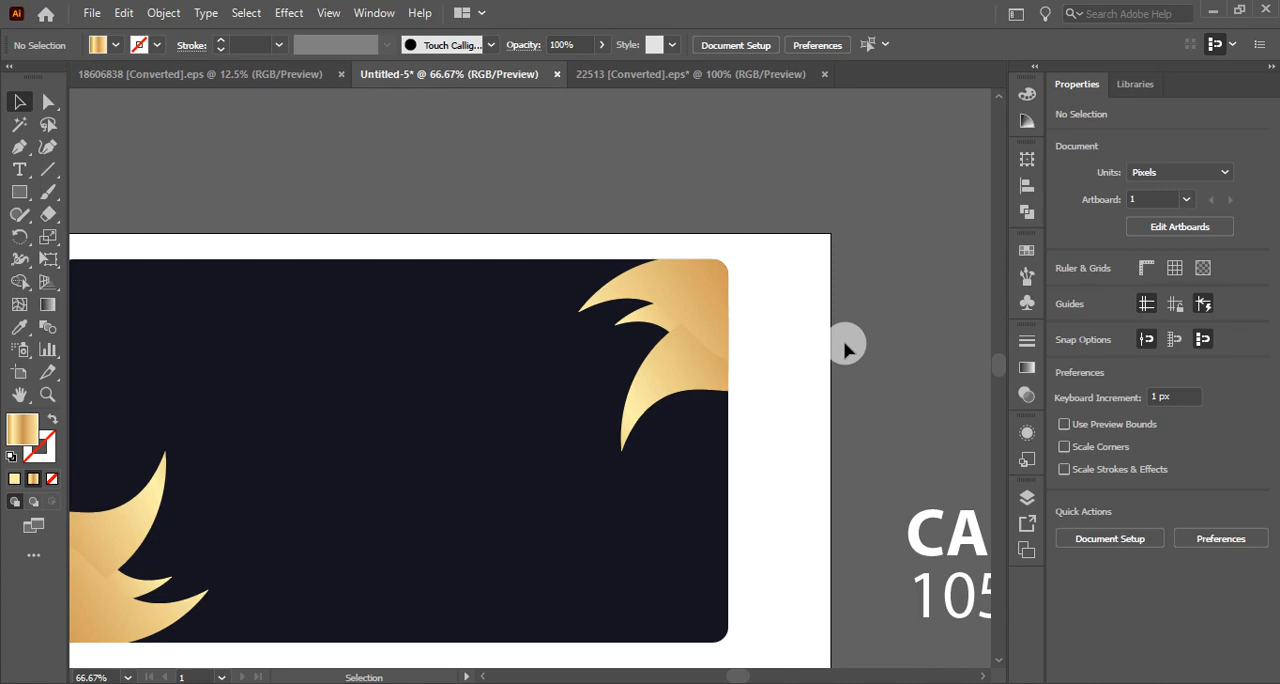 Ai File Edit Object Type Select Effect View Window Help Search Adobe Help
No Selection Stroke: Touch Callig... Opacity: 100% Style: Document Setup Preferences
18606838 [Converted].eps @ 12.5% (RGB/Preview) × Untitled-5* @ 66.67% (RGB/Preview) × 22513 [Converted].eps* @ 100% (RGB/Preview) ×
Properties Libraries
No Selection
Document
Units: Pixels
Artboard: 1
Edit Artboards
Ruler & Grids
Guides
Snap Options
Preferences
Keyboard Increment: 1 px
Use Preview Bounds
Scale Corners
Scale Strokes & Effects
Quick Actions
Document Setup Preferences
CA
105
66.67% 1 Selection